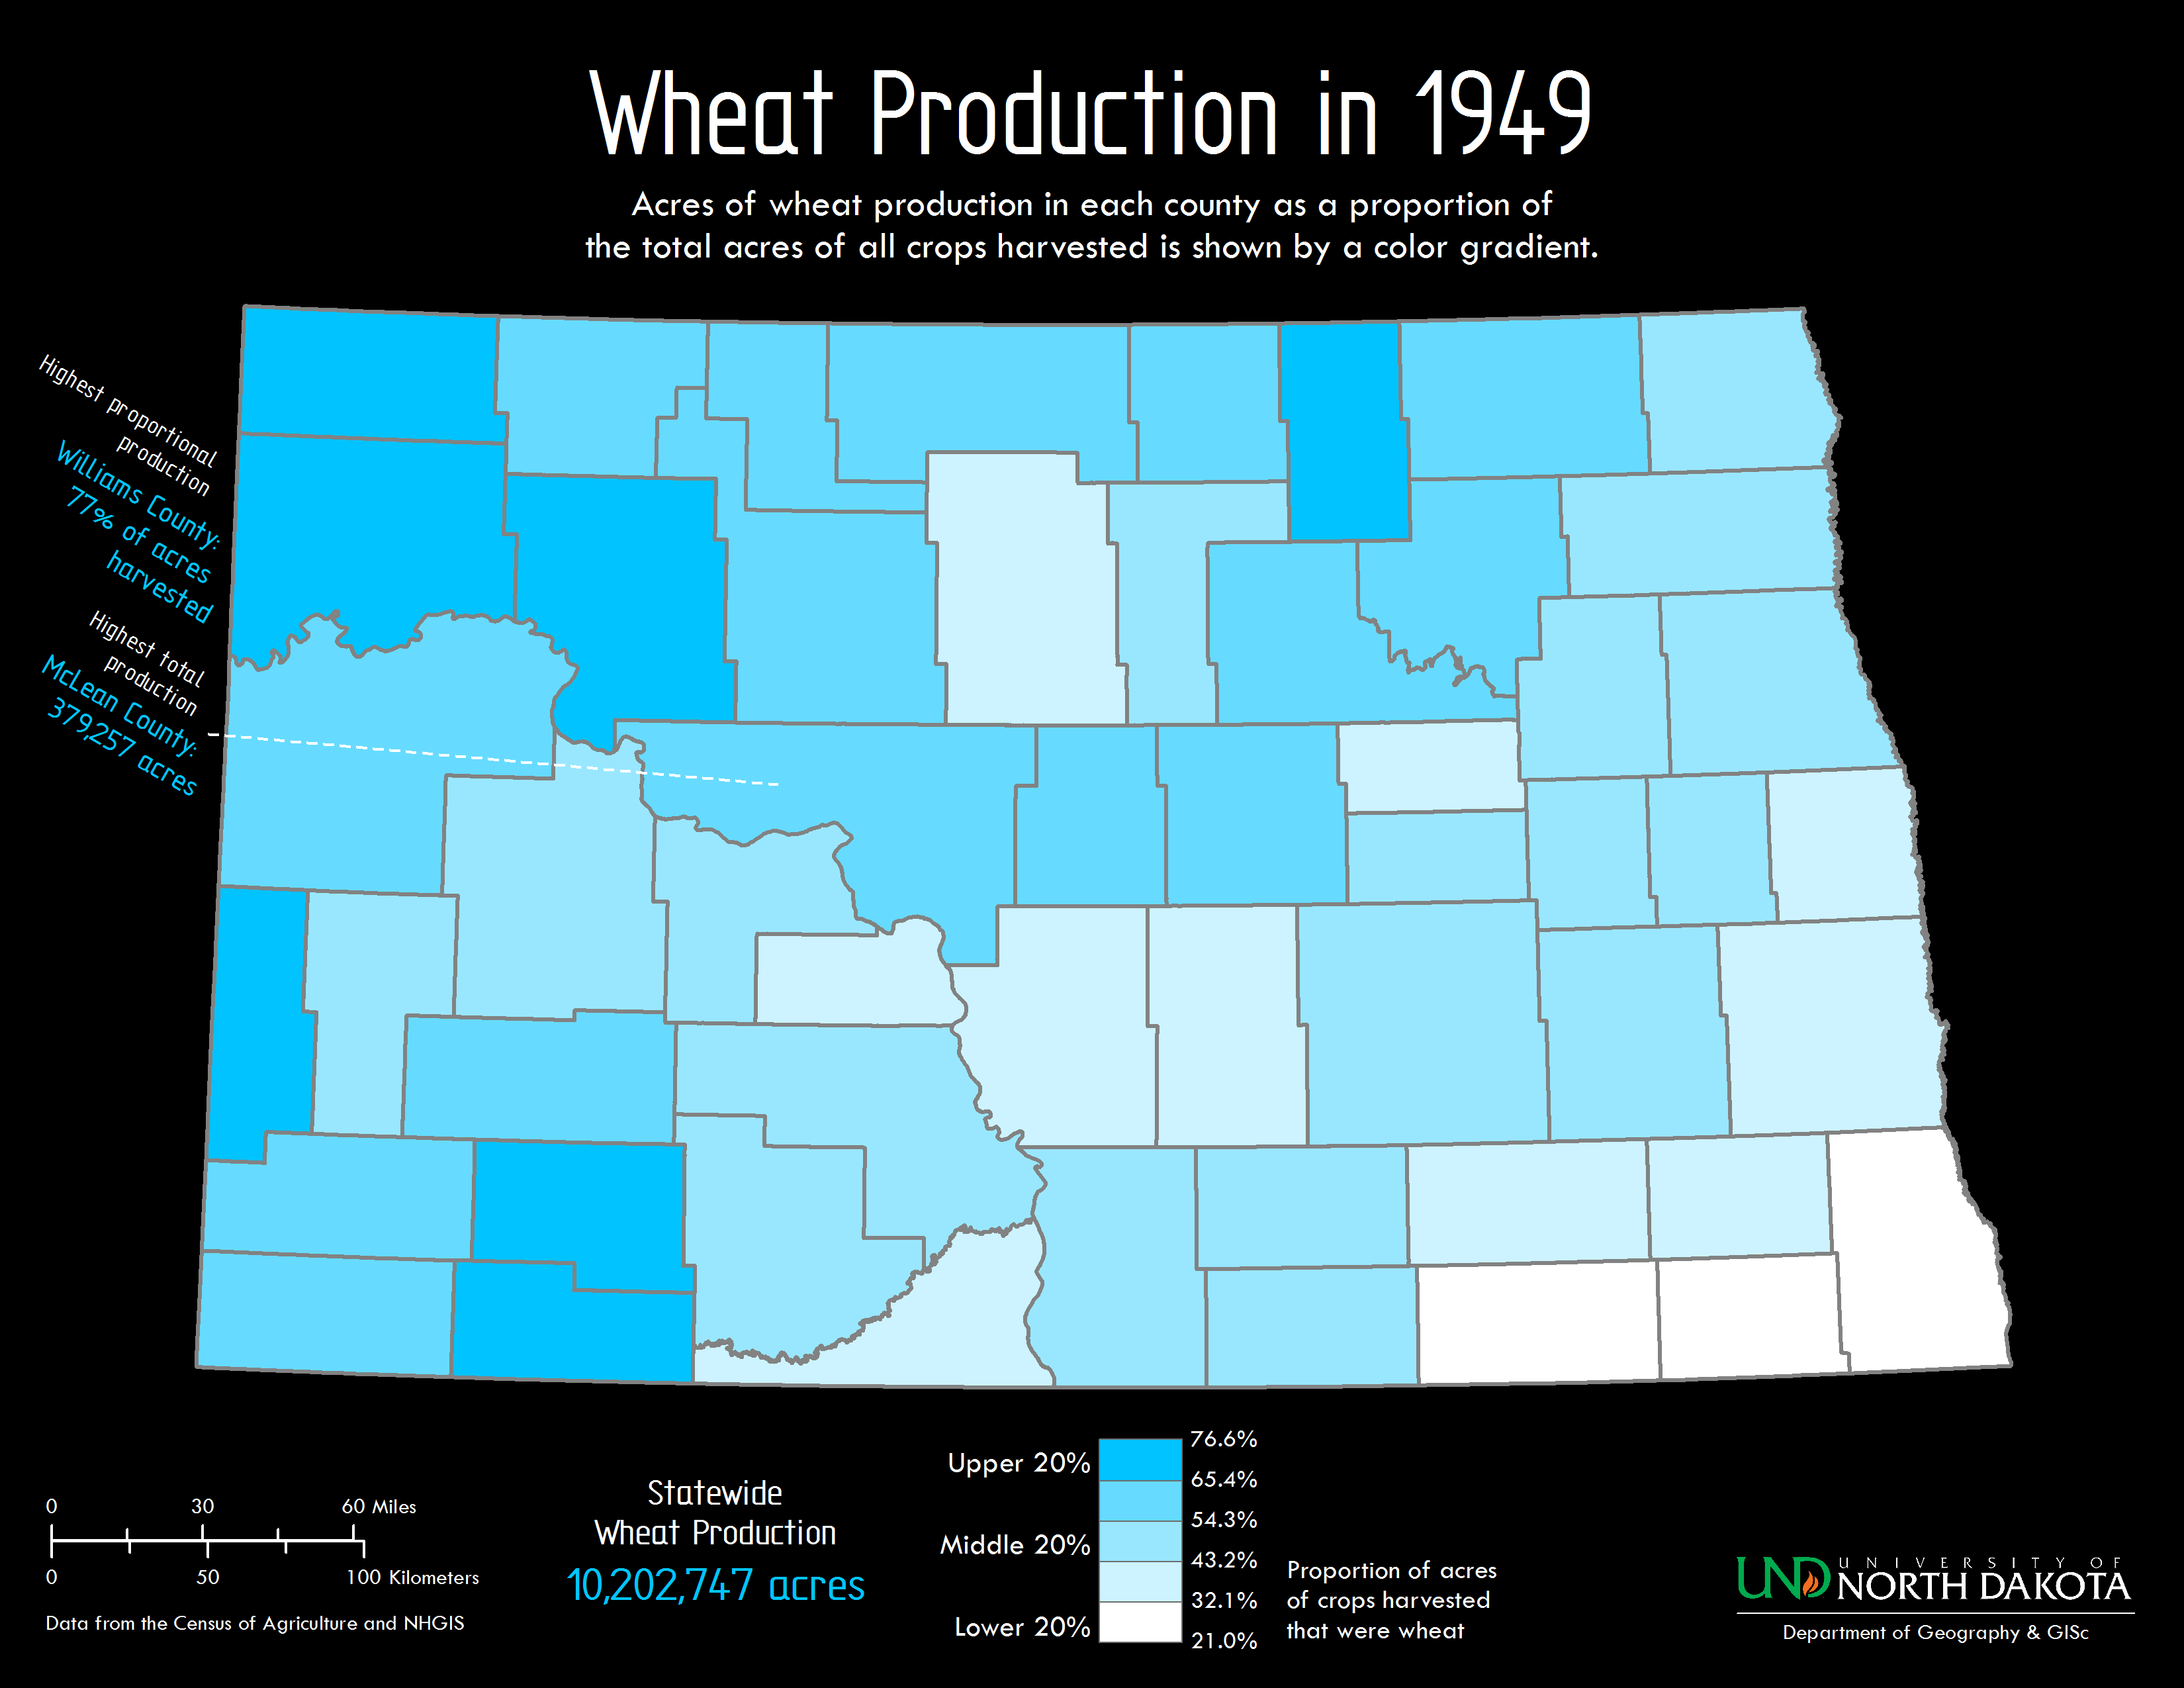 Wheat Production in 1949
Acres of wheat production in each county as a proportion of
the total acres of all crops harvested is shown by a color gradient.
Highest proportional
production
Williams County:
77% of acres
harvested
Highest total
production
McLean County:
379,257 acres
0 30 60 Miles
0 50 100 Kilometers
Data from the Census of Agriculture and NHGIS
Statewide
Wheat Production
10,202,747 acres
Upper 20%
Middle 20%
Lower 20%
76.6%
65.4%
54.3%
43.2%
32.1%
21.0%
Proportion of acres
of crops harvested
that were wheat
UND
UNIVERSITY OF
NORTH DAKOTA
Department of Geography & GISc